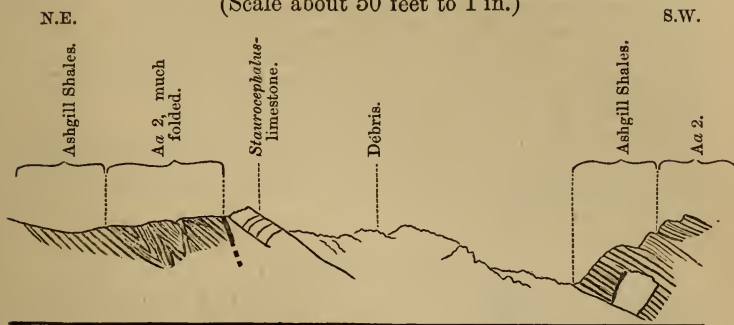 (Scale about 50 feet to 1 in.)
N.E.
S.W.
Ashgill Shales.
Aa 2, much
folded.
Staurocephalus-
limestone.
Débris.
Ashgill Shales.
Aa 2.